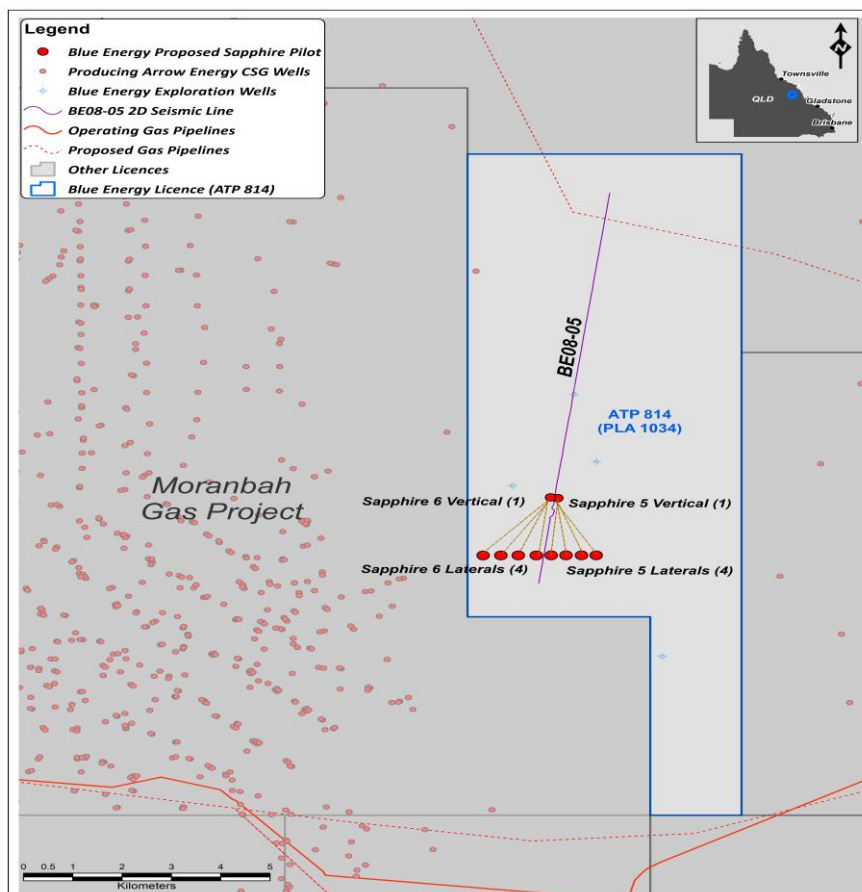 Legend
Blue Energy Proposed Sapphire Pilot
Producing Arrow Energy CSG Wells
Blue Energy Exploration Wells
BE08-05 2D Seismic Line
Operating Gas Pipelines
Proposed Gas Pipelines
Other Licences
Blue Energy Licence (ATP 814)
N
Townsville
QLD
Gladstone
Brisbane
BE08-05
ATP 814
(PLA 1034)
Moranbah
Gas Project
Sapphire 6 Vertical (1)
Sapphire 5 Vertical (1)
Sapphire 6 Laterals (4)
Sapphire 5 Laterals (4)
0 0.5 1 2 3 4 5
Kilometers